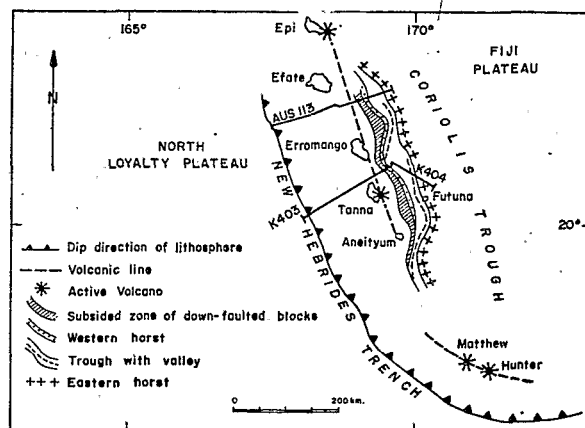 165°
170°
Epi
FIJI
PLATEAU
N
Efate
CORIOLIS TROUGH
AUS 113
NORTH
LOYALTY PLATEAU
Erromango
K404
K403
Tanna
Futuna
NEW HEBRIDES TRENCH
20°
Aneityum
Dip direction of lithosphere
Volcanic line
Active Volcano
Subsided zone of down-faulted blocks
Western horst
Trough with valley
Eastern horst
Matthew
Hunter
0
200 km.